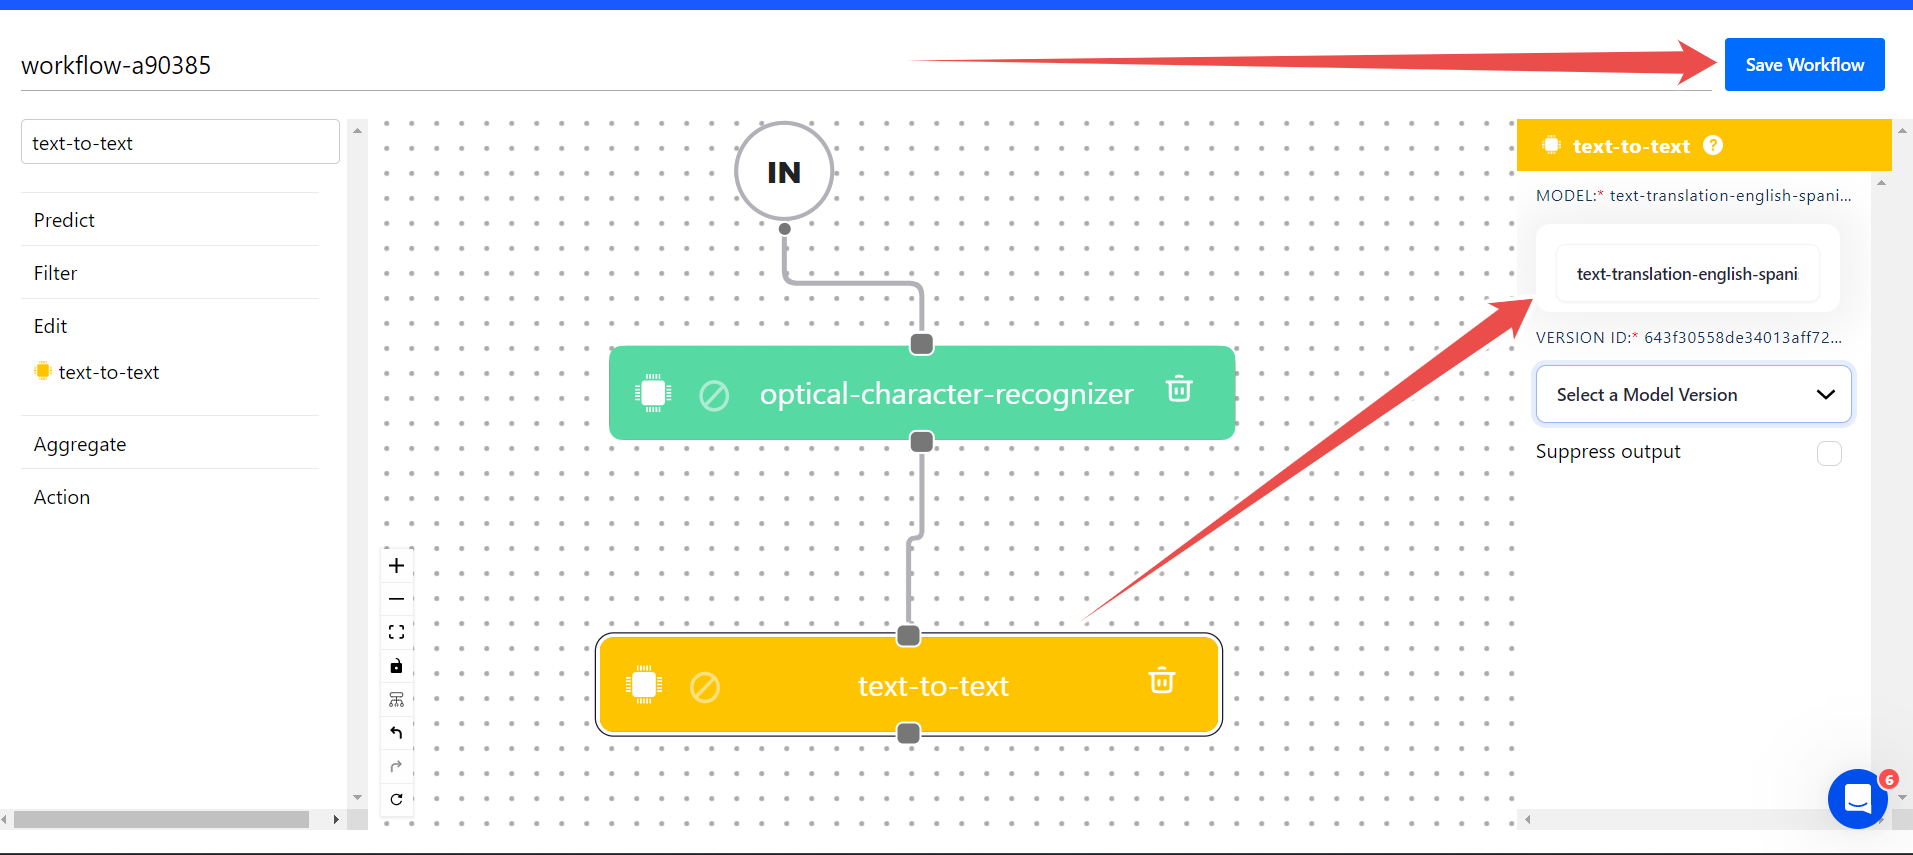 workflow-a90385
Save Workflow
text-to-text
Predict
Filter
Edit
text-to-text
Aggregate
Action
IN
optical-character-recognizer
text-to-text
text-to-text ?
MODEL:* text-translation-english-spani...
text-translation-english-spani
VERSION ID:* 643f30558de34013aff72...
Select a Model Version
Suppress output
6